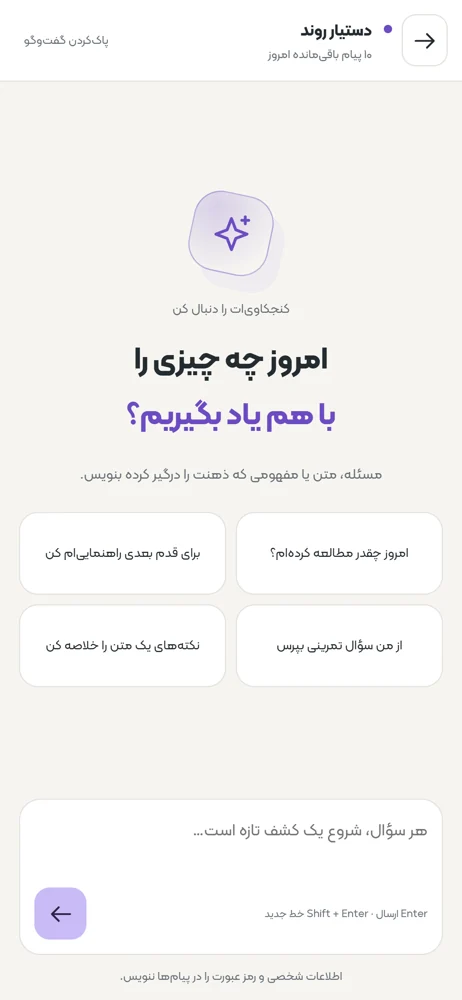 دستیار روند
۱۰ پیام باقی‌مانده امروز
پاک‌کردن گفت‌وگو
کنجکاوی‌ات را دنبال کن
امروز چه چیزی را
با هم یاد بگیریم؟
مسئله، متن یا مفهومی که ذهنت را درگیر کرده بنویس.
امروز چقدر مطالعه کرده‌ام؟
برای قدم بعدی راهنمایی‌ام کن
از من سؤال تمرینی بپرس
نکته‌های یک متن را خلاصه کن
هر سؤال، شروع یک کشف تازه است...
Enter ارسال · Shift + Enter خط جدید
اطلاعات شخصی و رمز عبورت را در پیام‌ها ننویس.